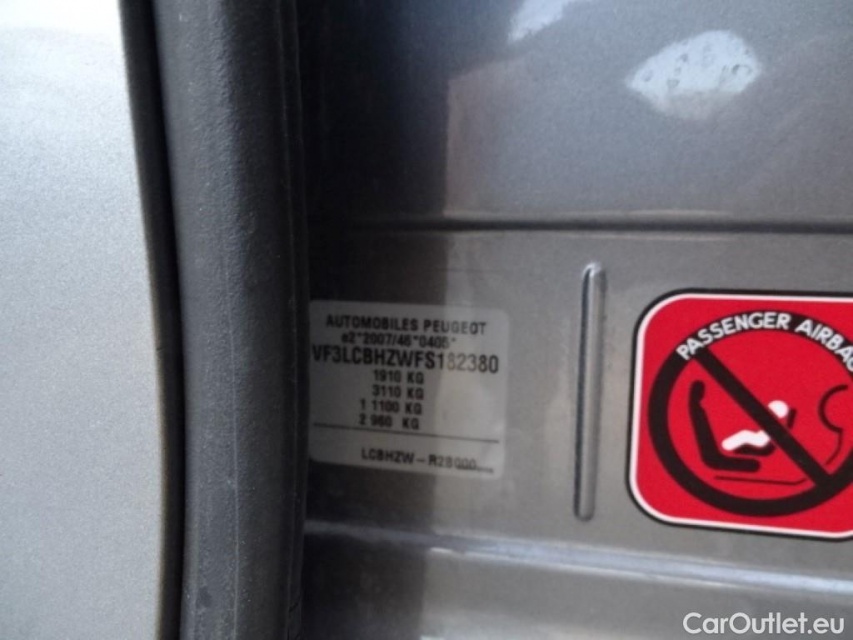 AUTOMOBILES PEUGEOT
e2*2007/46*0405*
VF3LCBHZWFS182380
1910 KG
3110 KG
1 1100 KG
2 960 KG
LCBHZW-R2B000
PASSENGER AIRBAG
CarOutlet.eu